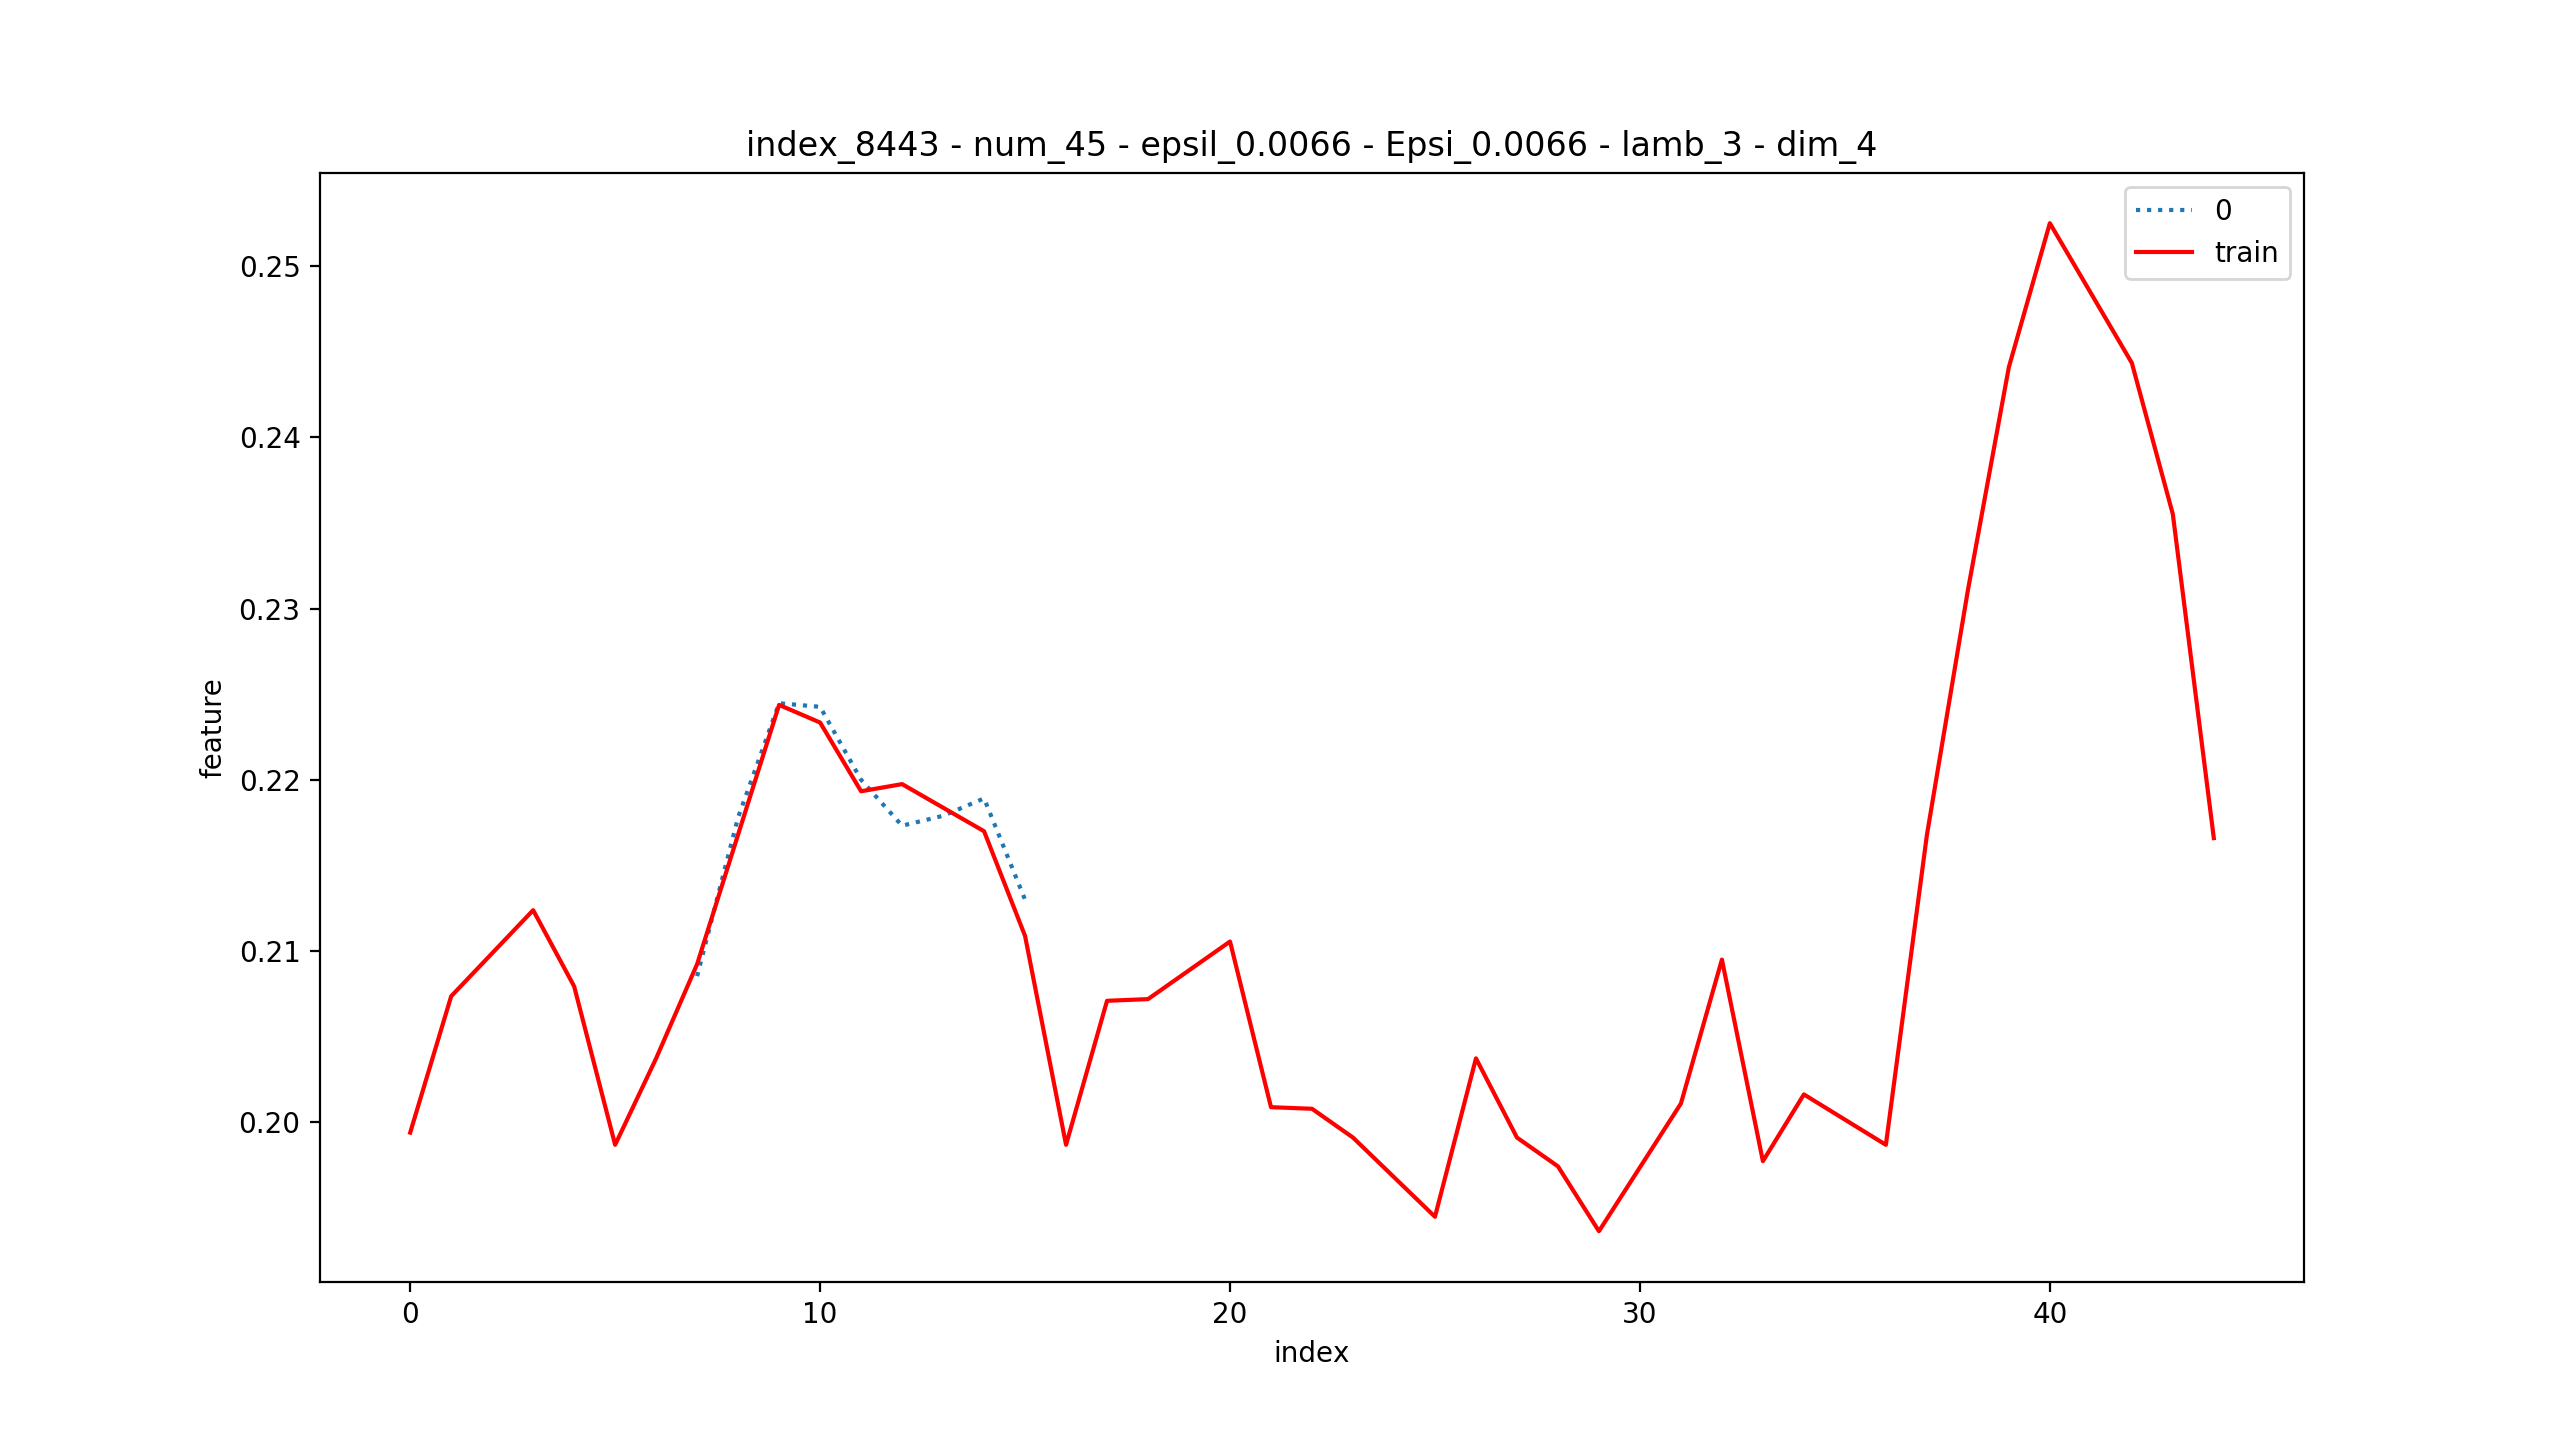 index_8443 - num_45 - epsil_0.0066 - Epsi_0.0066 - lamb_3 - dim_4
0
train
0.25
0.24
0.23
0.22
0.21
0.20
feature
0 10 20 30 40
index